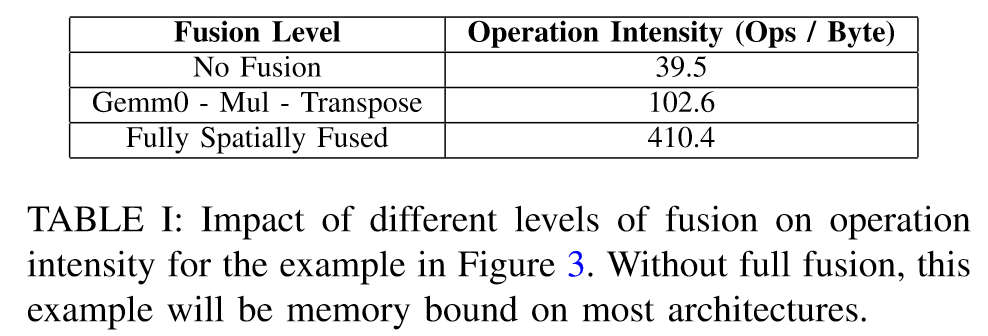 Fusion Level Operation Intensity (Ops / Byte)
No Fusion 39.5
Gemm0 - Mul - Transpose 102.6
Fully Spatially Fused 410.4
TABLE I: Impact of different levels of fusion on operation
intensity for the example in Figure 3. Without full fusion, this
example will be memory bound on most architectures.